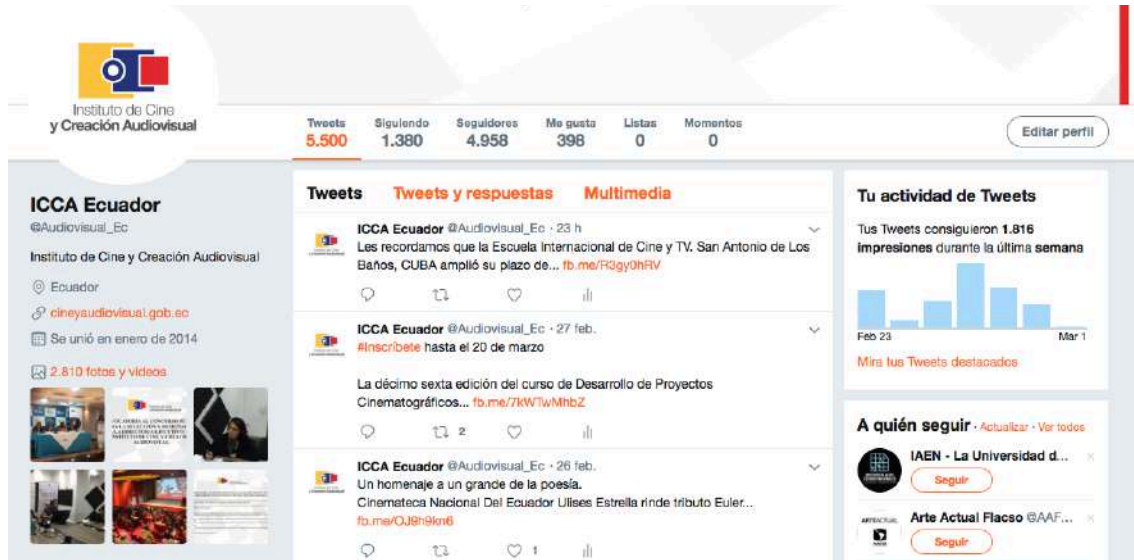 Instituto de Cine
y Creación Audiovisual
Tweets Siguiendo Seguidores Me gusta Listas Momentos
5.500 1.380 4.958 398 0 0
Editar perfil
ICCA Ecuador
@Audiovisual_Ec
Instituto de Cine y Creación Audiovisual
Ecuador
cineyaudiovisual.gob.ec
Se unió en enero de 2014
2.810 fotos y videos
Tweets Tweets y respuestas Multimedia
ICCA Ecuador @Audiovisual_Ec · 23 h
Les recordamos que la Escuela Internacional de Cine y TV. San Antonio de Los
Baños, CUBA amplió su plazo de... fb.me/R3gy0hRV
ICCA Ecuador @Audiovisual_Ec · 27 feb.
#Inscríbete hasta el 20 de marzo
La décimo sexta edición del curso de Desarrollo de Proyectos
Cinematográficos... fb.me/7kWTwMhbZ
2
ICCA Ecuador @Audiovisual_Ec · 26 feb.
Un homenaje a un grande de la poesía.
Cinemateca Nacional Del Ecuador Ulises Estrella rinde tributo Euler...
fb.me/OJ9h9kn6
1
Tu actividad de Tweets
Tus Tweets consiguieron 1.816
impresiones durante la última semana
Feb 23 Mar 1
Mira tus Tweets destacados
A quién seguir · Actualizar · Ver todos
IAEN - La Universidad d...
Seguir
Arte Actual Flacso @AAF...
Seguir